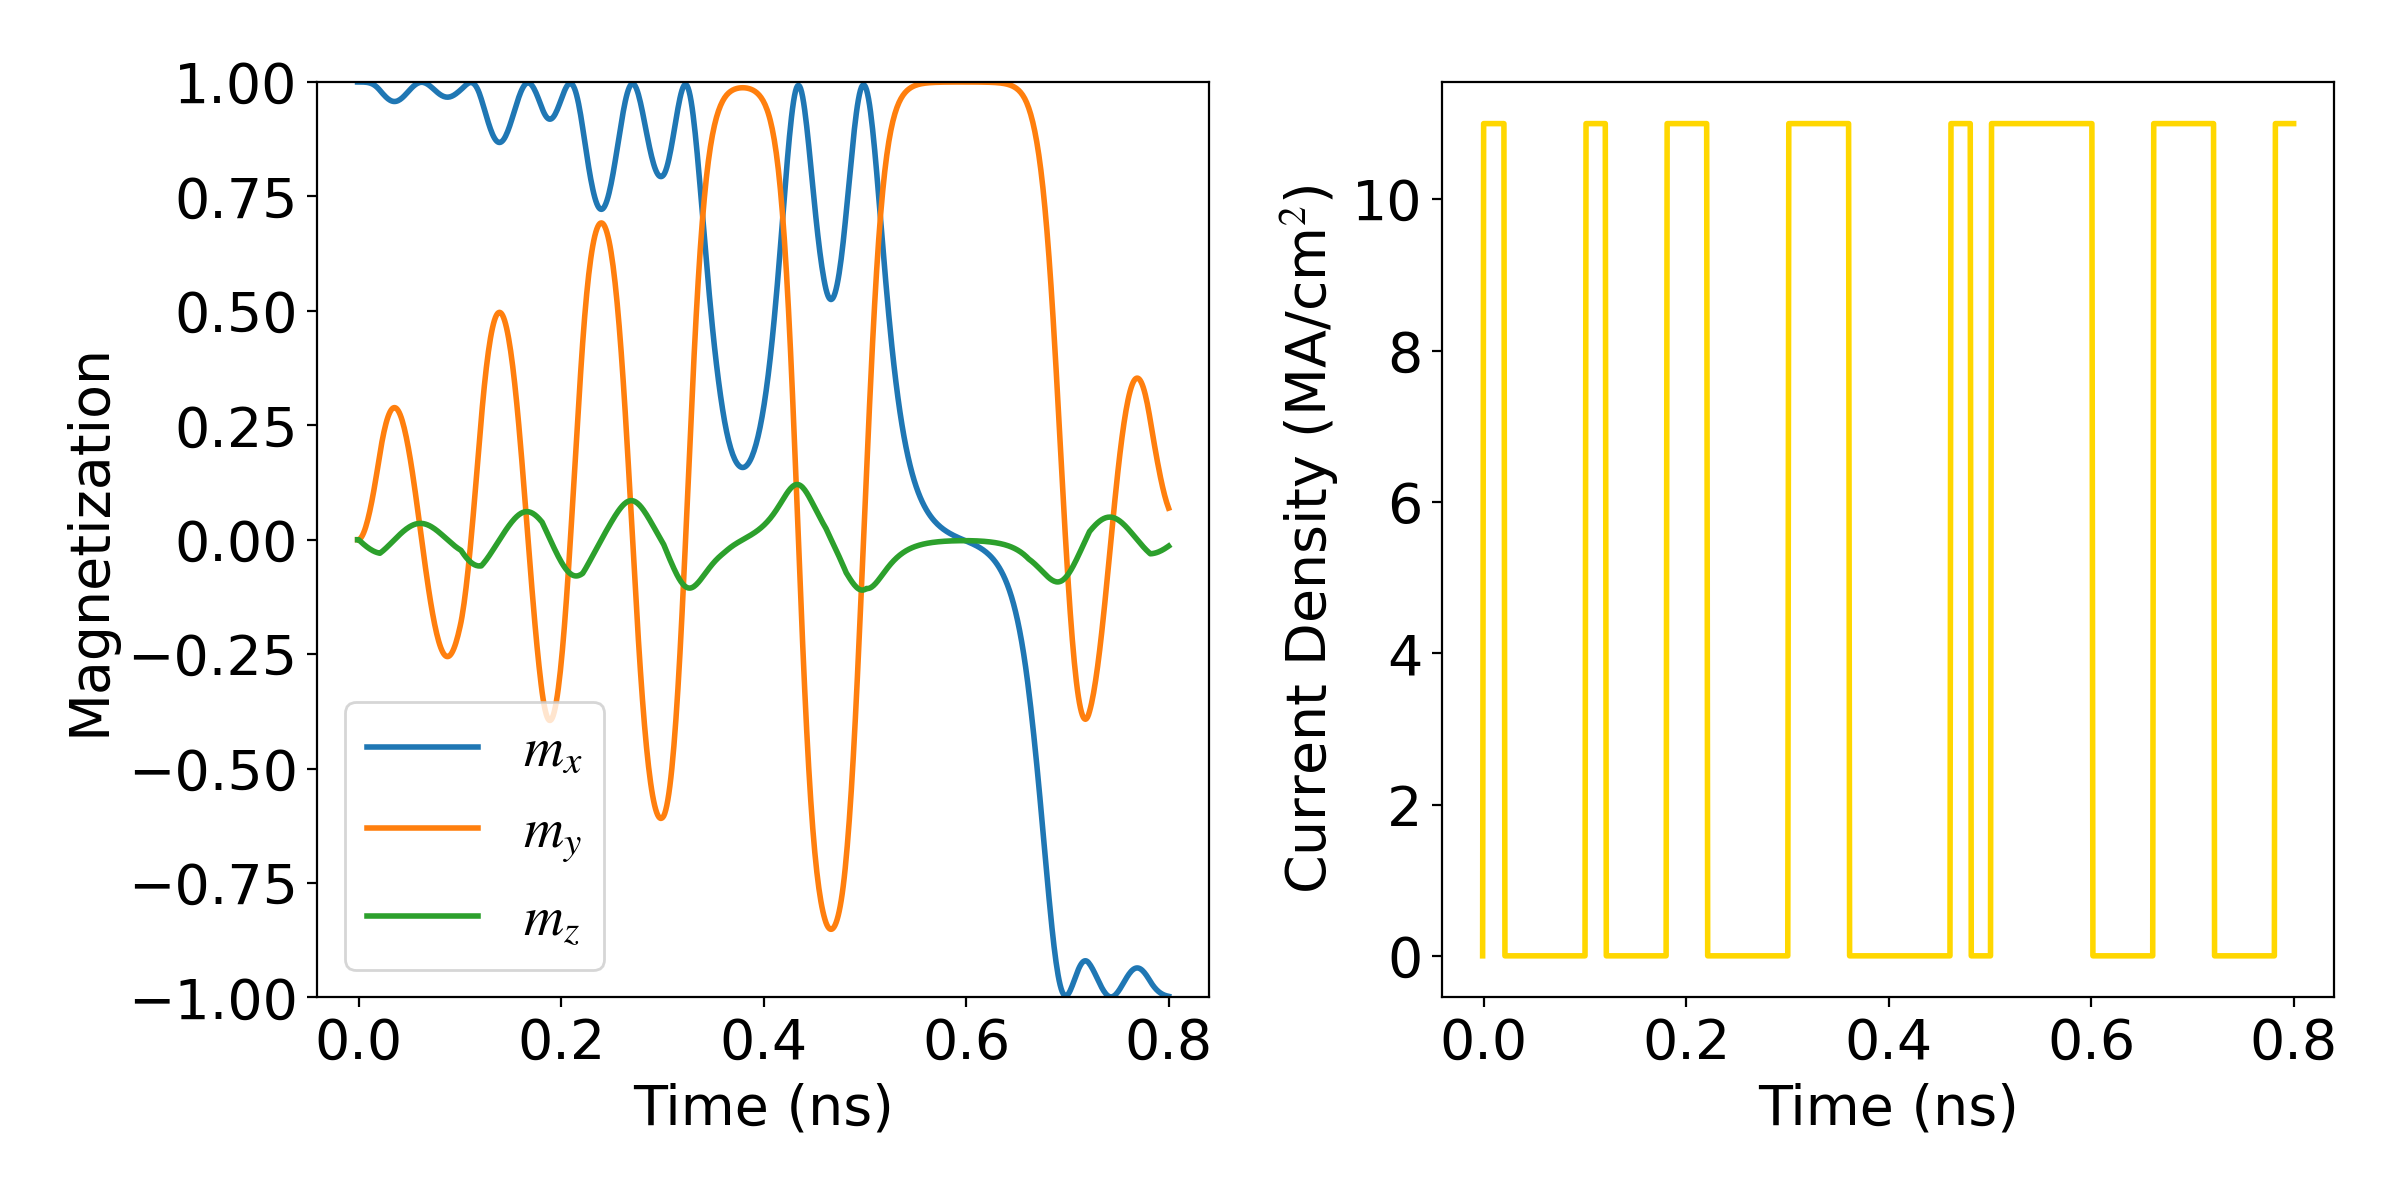 1.00
0.75
0.50
0.25
0.00
−0.25
−0.50
−0.75
−1.00
Magnetization
m_x
m_y
m_z
0.0 0.2 0.4 0.6 0.8
Time (ns)
10
8
6
4
2
0
Current Density (MA/cm²)
0.0 0.2 0.4 0.6 0.8
Time (ns)